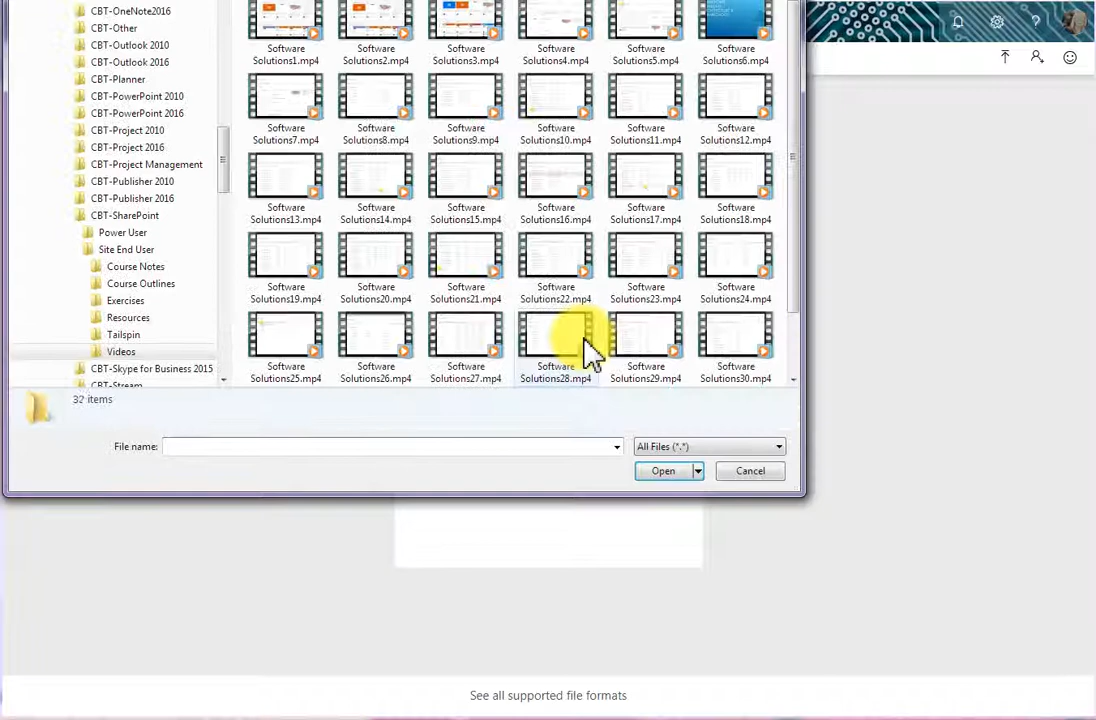 CBT-OneNote2016
CBT-Other
CBT-Outlook 2010
CBT-Outlook 2016
CBT-Planner
CBT-PowerPoint 2010
CBT-PowerPoint 2016
CBT-Project 2010
CBT-Project 2016
CBT-Project Management
CBT-Publisher 2010
CBT-Publisher 2016
CBT-SharePoint
Power User
Site End User
Course Notes
Course Outlines
Exercises
Resources
Tailspin
Videos
CBT-Skype for Business 2015
CBT-Stream
Software Solutions1.mp4
Software Solutions2.mp4
Software Solutions3.mp4
Software Solutions4.mp4
Software Solutions5.mp4
Software Solutions6.mp4
Software Solutions7.mp4
Software Solutions8.mp4
Software Solutions9.mp4
Software Solutions10.mp4
Software Solutions11.mp4
Software Solutions12.mp4
Software Solutions13.mp4
Software Solutions14.mp4
Software Solutions15.mp4
Software Solutions16.mp4
Software Solutions17.mp4
Software Solutions18.mp4
Software Solutions19.mp4
Software Solutions20.mp4
Software Solutions21.mp4
Software Solutions22.mp4
Software Solutions23.mp4
Software Solutions24.mp4
Software Solutions25.mp4
Software Solutions26.mp4
Software Solutions27.mp4
Software Solutions28.mp4
Software Solutions29.mp4
Software Solutions30.mp4
32 items
File name:
All Files (*.*)
Open
Cancel
See all supported file formats